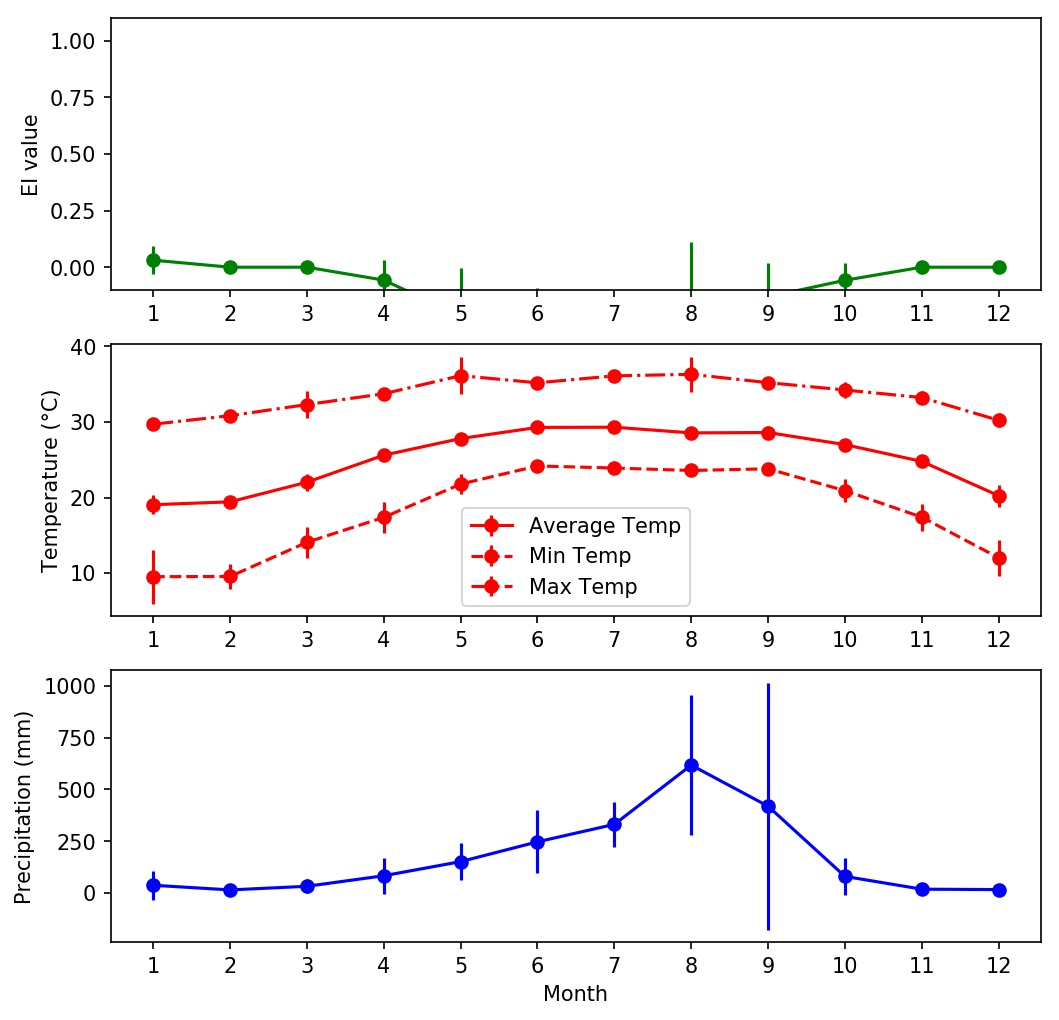 EI value
1.00
0.75
0.50
0.25
0.00
1 2 3 4 5 6 7 8 9 10 11 12
Temperature (°C)
40
30
20
10
Average Temp
Min Temp
Max Temp
1 2 3 4 5 6 7 8 9 10 11 12
Precipitation (mm)
1000
750
500
250
0
1 2 3 4 5 6 7 8 9 10 11 12
Month